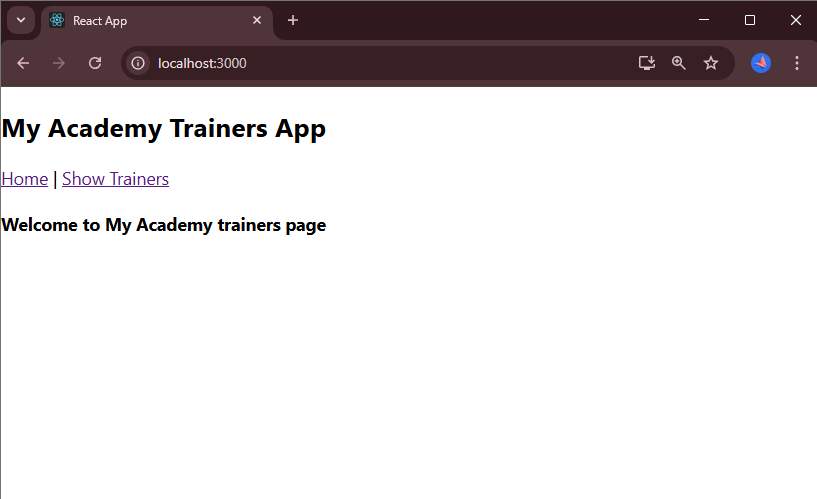 React App
localhost:3000
My Academy Trainers App
Home | Show Trainers
Welcome to My Academy trainers page